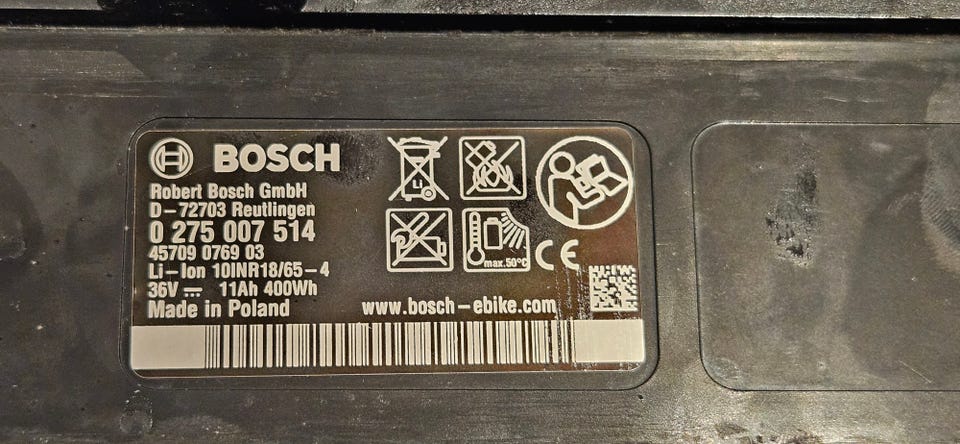 BOSCH
Robert Bosch GmbH
D-72703 Reutlingen
0 275 007 514
45709 0769 03
Li-Ion 10INR18/65-4
36V ⎓ 11Ah 400Wh
Made in Poland
Li
max.50°C
CE
www.bosch-ebike.com